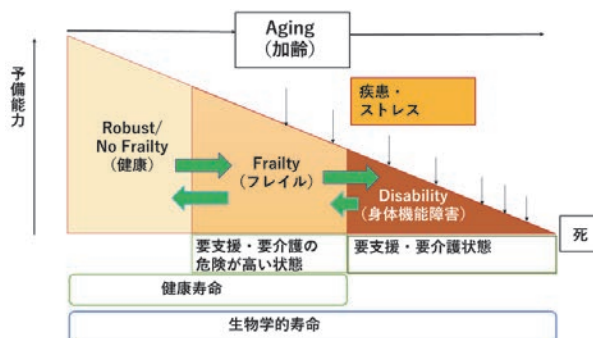 Aging
(加齢)
予備能力
疾患・
ストレス
Robust/
No Frailty
(健康)
Frailty
(フレイル)
Disability
(身体機能障害)
死
要支援・要介護の
危険が高い状態
要支援・要介護状態
健康寿命
生物学的寿命